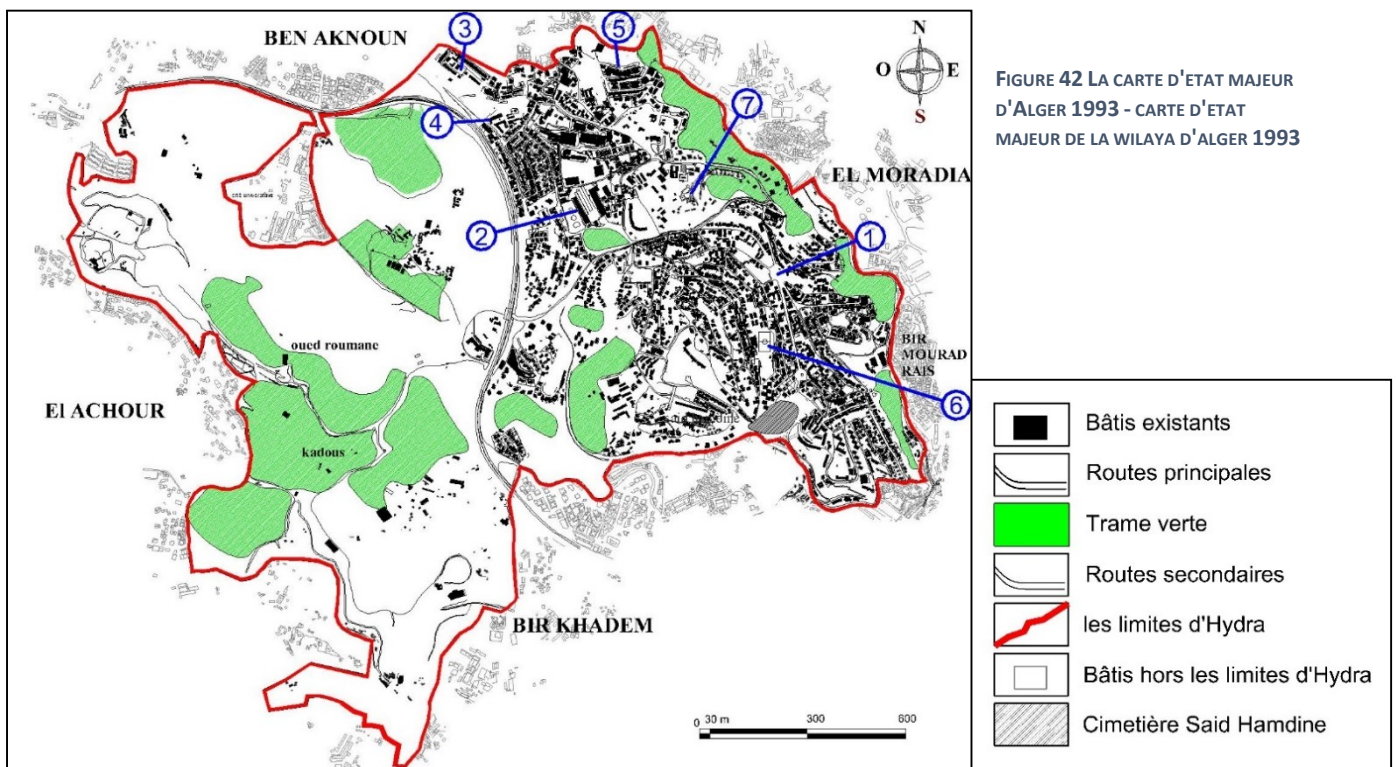 BEN AKNOUN
3
5
N
O E
S
FIGURE 42 LA CARTE D'ETAT MAJEUR
D'ALGER 1993 - CARTE D'ETAT
MAJEUR DE LA WILAYA D'ALGER 1993
7
4
EL MORADIA
2
1
oued roumane
BIR
MOURAD
RAIS
6
El ACHOUR
kadous
BIR KHADEM
0 30 m 300 600
Bâtis existants
Routes principales
Trame verte
Routes secondaires
les limites d'Hydra
Bâtis hors les limites d'Hydra
Cimetière Said Hamdine